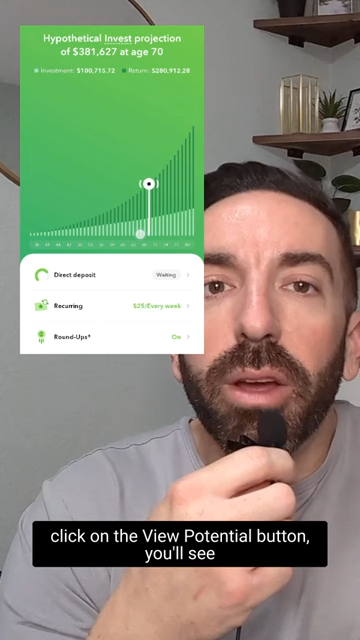 Hypothetical Invest projection
of $381,627 at age 70
Investment: $100,715.72 Return: $280,912.28
Direct deposit Waiting
Recurring $25/Every week
Round-Ups® On
click on the View Potential button,
you'll see